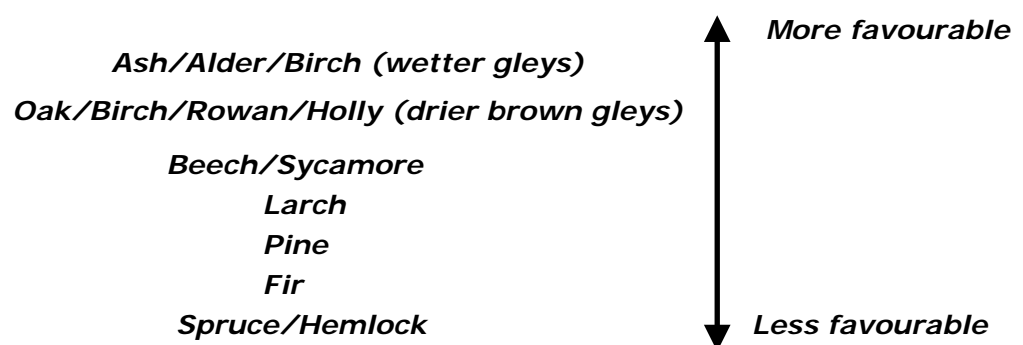 More favourable
Ash/Alder/Birch (wetter gleys)
Oak/Birch/Rowan/Holly (drier brown gleys)
Beech/Sycamore
Larch
Pine
Fir
Spruce/Hemlock
Less favourable